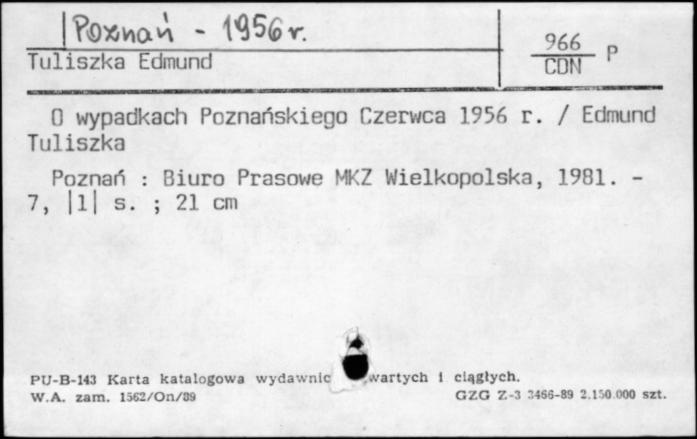 Poznań - 1956 r.
966
CDN
P
Tuliszka Edmund
O wypadkach Poznańskiego Czerwca 1956 r. / Edmund
Tuliszka
Poznań : Biuro Prasowe MKZ Wielkopolska, 1981. -
7, |1| s. ; 21 cm
PU-B-143 Karta katalogowa wydawnic wartych i ciągłych.
W.A. zam. 1562/On/89
GZG Z-3 3466-89 2.150.000 szt.